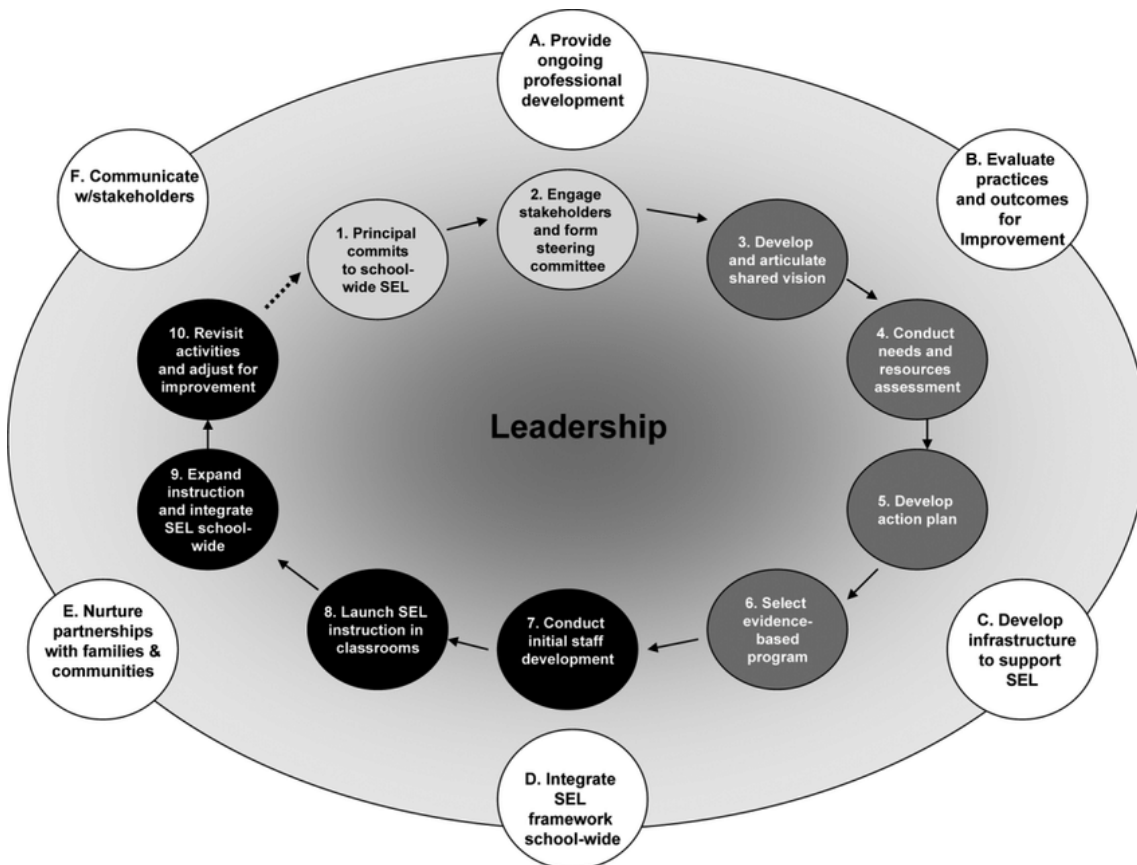 A. Provide
ongoing
professional
development
F. Communicate
w/stakeholders
B. Evaluate
practices
and outcomes
for
Improvement
1. Principal
commits
to school-
wide SEL
2. Engage
stakeholders
and form
steering
committee
3. Develop
and articulate
shared vision
4. Conduct
needs and
resources
assessment
5. Develop
action plan
6. Select
evidence-
based
program
7. Conduct
initial staff
development
8. Launch SEL
instruction in
classrooms
9. Expand
instruction
and integrate
SEL school-
wide
10. Revisit
activities
and adjust for
improvement
Leadership
C. Develop
infrastructure
to support
SEL
D. Integrate
SEL
framework
school-wide
E. Nurture
partnerships
with families &
communities